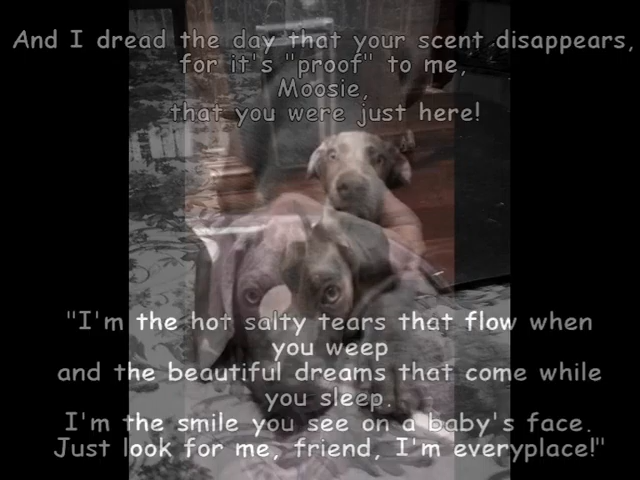 And I dread the day that your scent disappears,
for it's "proof" to me,
Moosie,
that you were just here!
"I'm the hot salty tears that flow when
you weep
and the beautiful dreams that come while
you sleep.
I'm the smile you see on a baby's face.
Just look for me, friend, I'm everyplace!"